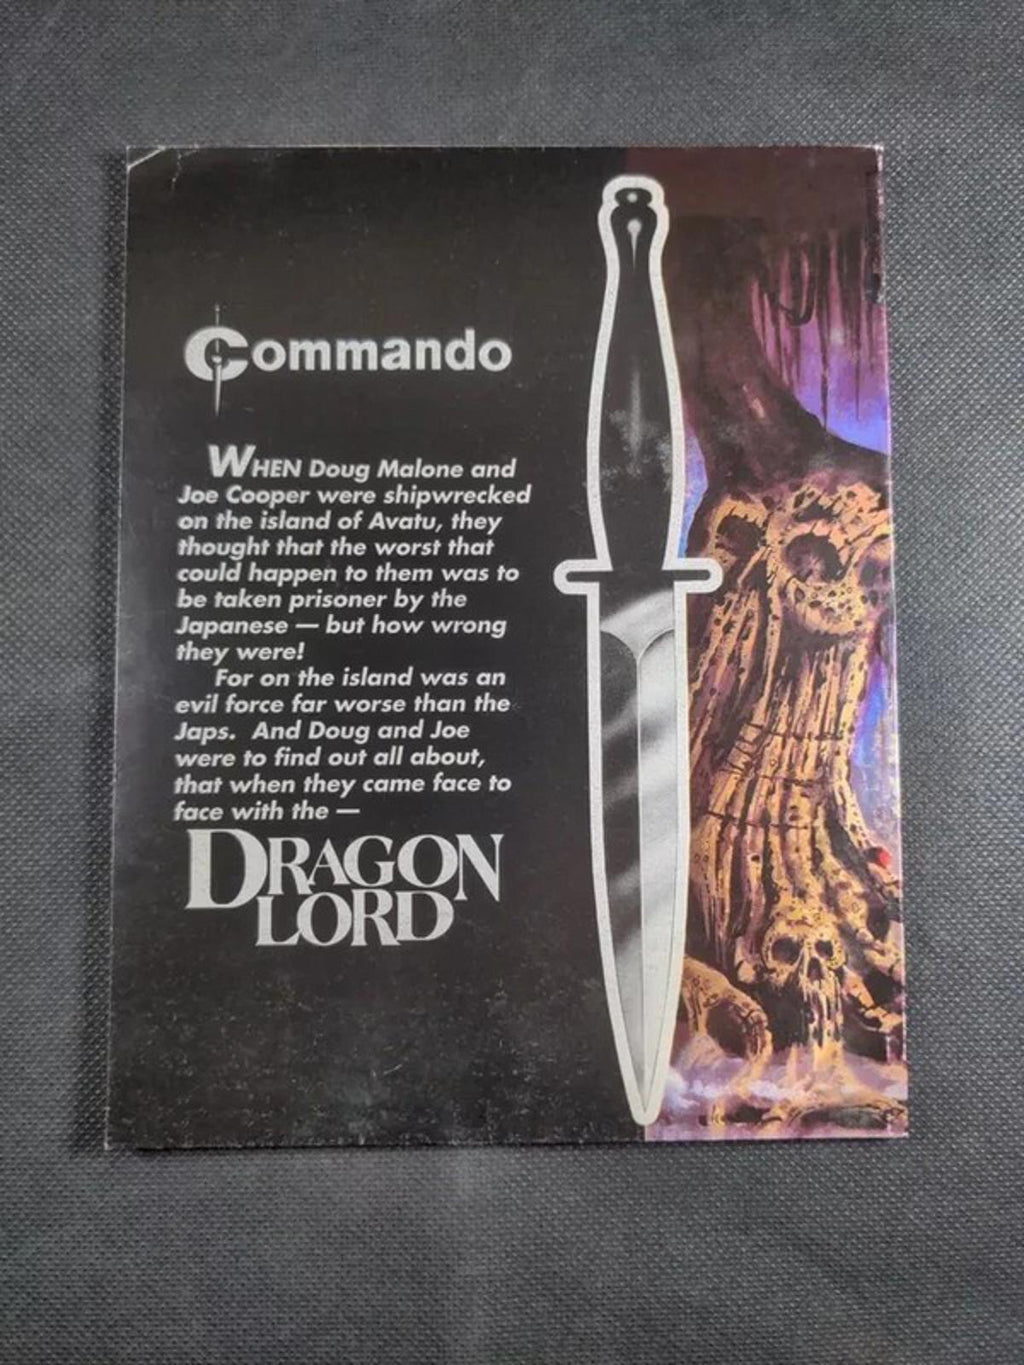 Commando
WHEN Doug Malone and
Joe Cooper were shipwrecked
on the island of Avatu, they
thought that the worst that
could happen to them was to
be taken prisoner by the
Japanese — but how wrong
they were!
For on the island was an
evil force far worse than the
Japs. And Doug and Joe
were to find out all about,
that when they came face to
face with the —
DRAGON
LORD